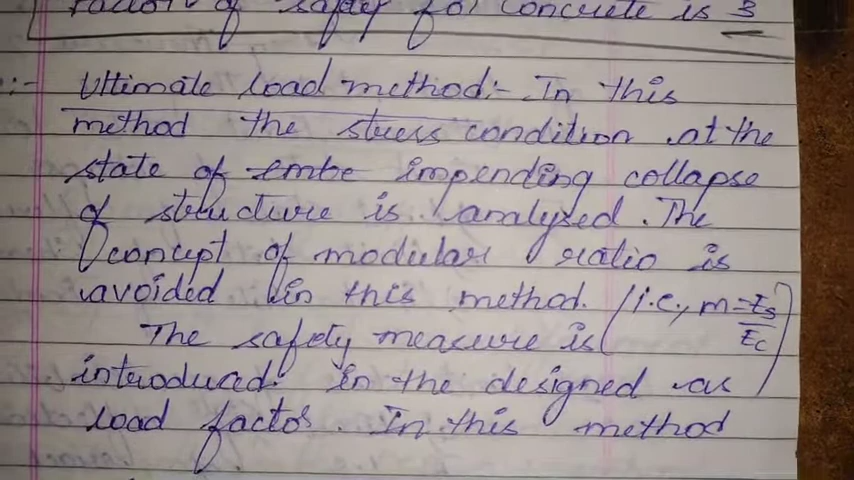 Factor of safety for concrete is 3
:- Ultimate load method:- In this
method the stress condition at the
state of embe impending collapse
of structure is analyzed. The
concept of modular ratio is
avoided in this method. (i.e., m = Es/Ec)
The safety measure is
introduced. In the designed as
load factor. In this method